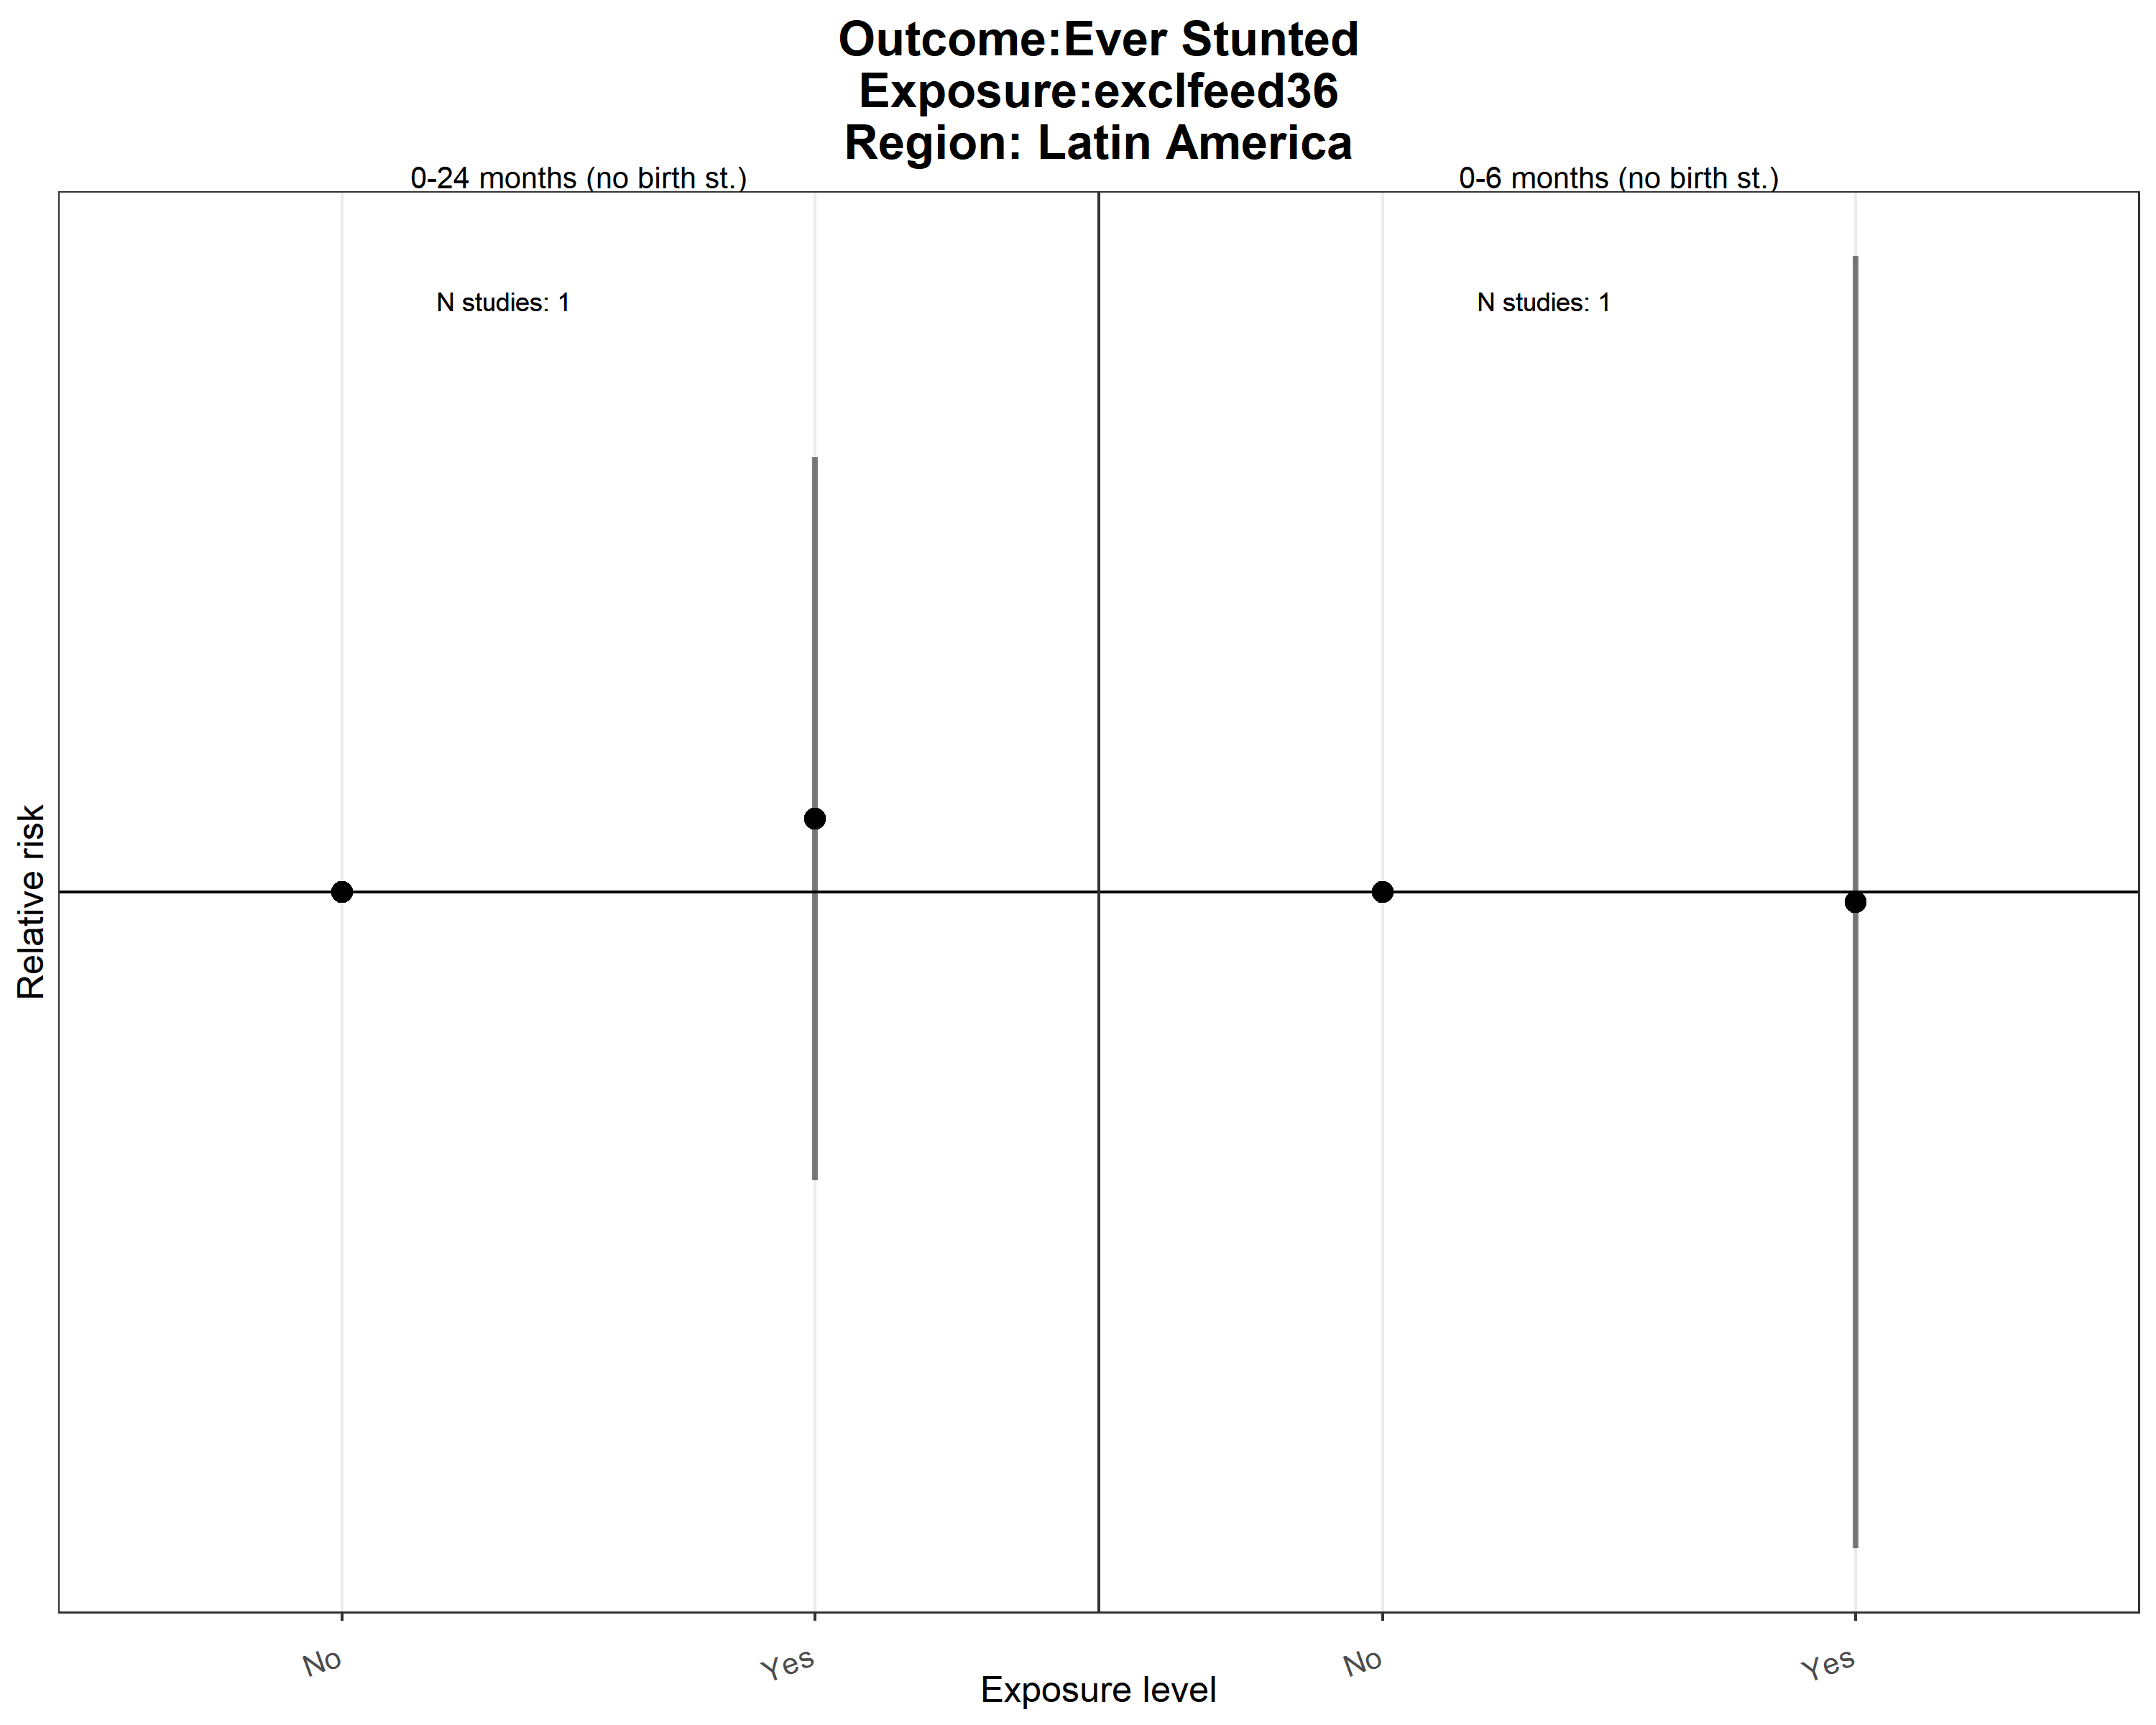 Outcome:Ever Stunted
Exposure:exclfeed36
Region: Latin America
0-24 months (no birth st.)
0-6 months (no birth st.)
N studies: 1
N studies: 1
Relative risk
No
Yes
No
Yes
Exposure level